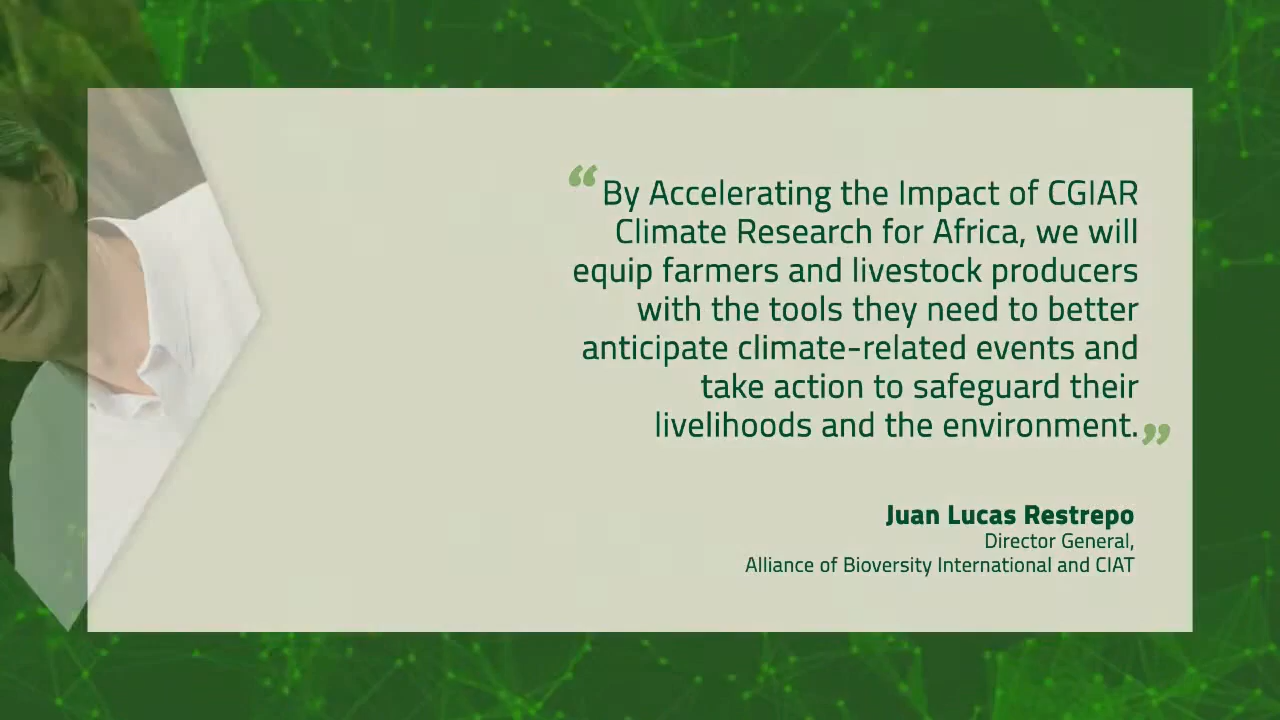 “By Accelerating the Impact of CGIAR
Climate Research for Africa, we will
equip farmers and livestock producers
with the tools they need to better
anticipate climate-related events and
take action to safeguard their
livelihoods and the environment.”
Juan Lucas Restrepo
Director General,
Alliance of Bioversity International and CIAT